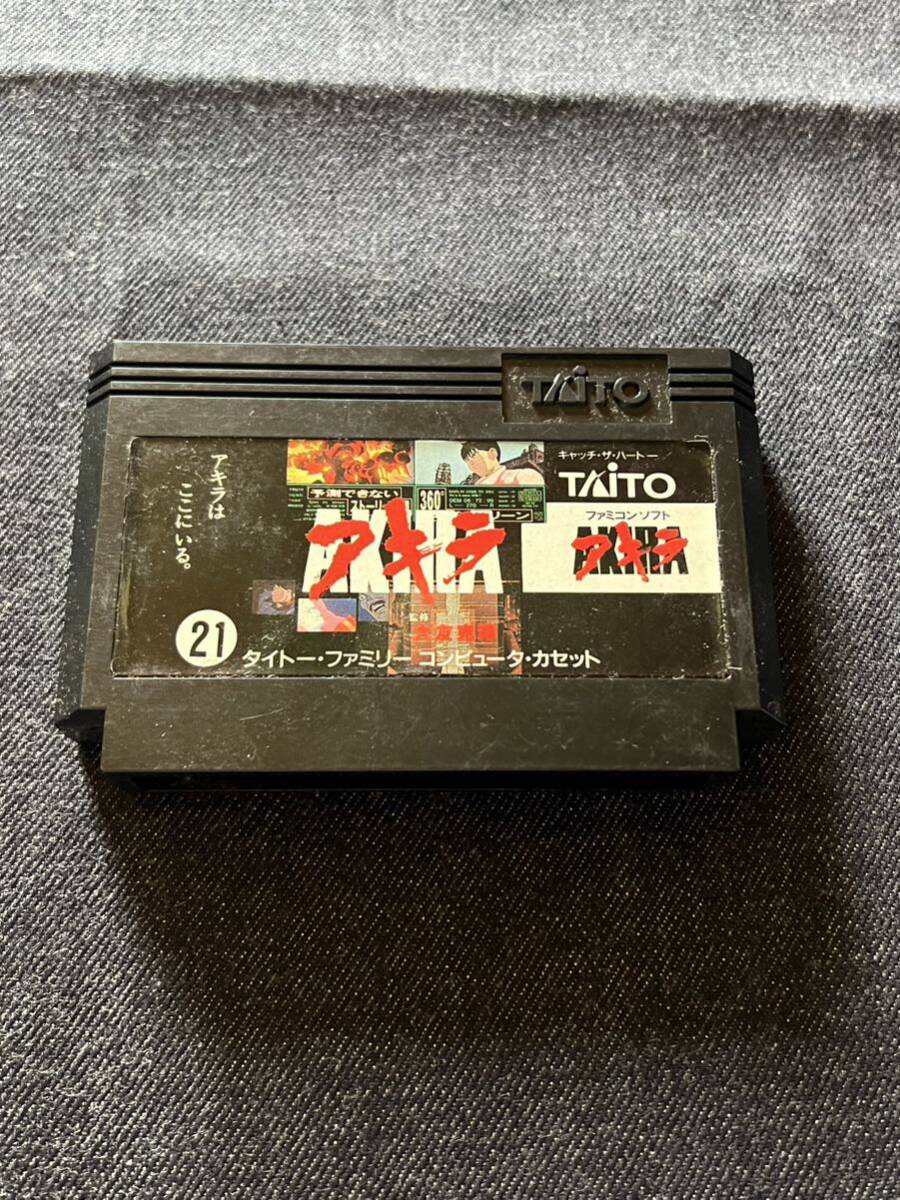 TAITO
アキラは
ここにいる。
予測できない
360°
AKIRA
アキラ
監修
21
タイトー・ファミリーコンピュータ・カセット
キャッチ・ザ・ハートー
TAITO
ファミコンソフト
AKIRA
アキラ